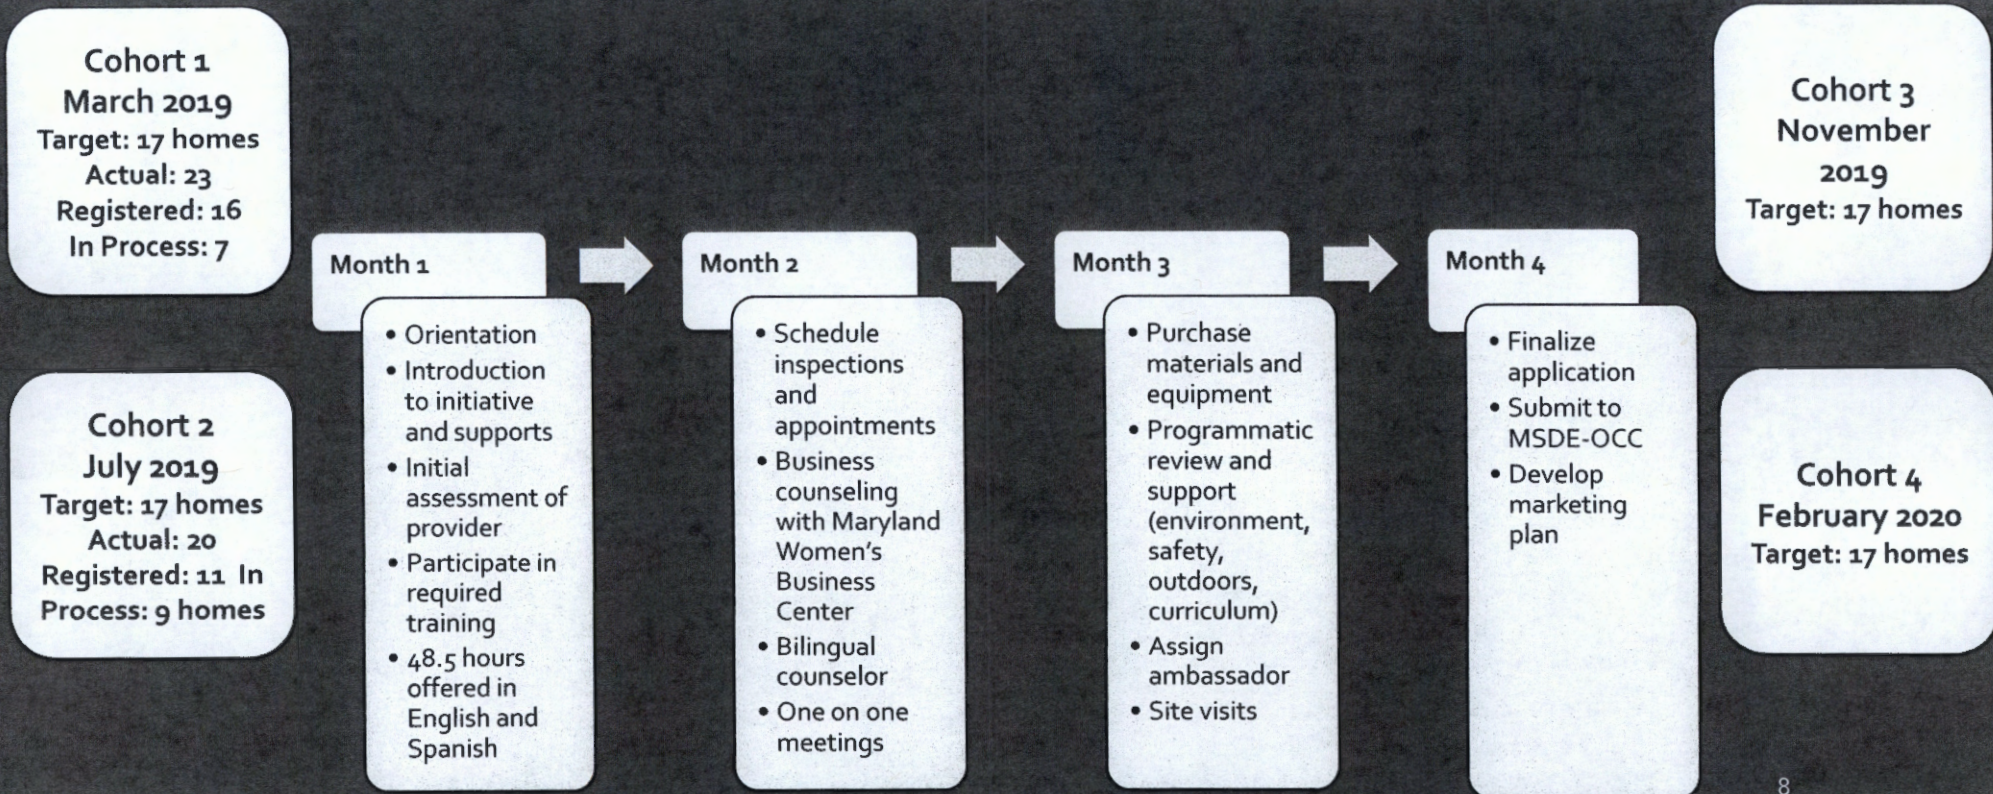 Cohort 1
March 2019
Target: 17 homes
Actual: 23
Registered: 16
In Process: 7
Cohort 2
July 2019
Target: 17 homes
Actual: 20
Registered: 11 In
Process: 9 homes
Month 1
• Orientation
• Introduction
to initiative
and supports
• Initial
assessment of
provider
• Participate in
required
training
• 48.5 hours
offered in
English and
Spanish
Month 2
• Schedule
inspections
and
appointments
• Business
counseling
with Maryland
Women's
Business
Center
• Bilingual
counselor
• One on one
meetings
Month 3
• Purchase
materials and
equipment
• Programmatic
review and
support
(environment,
safety,
outdoors,
curriculum)
• Assign
ambassador
• Site visits
Month 4
• Finalize
application
• Submit to
MSDE-OCC
• Develop
marketing
plan
Cohort 3
November
2019
Target: 17 homes
Cohort 4
February 2020
Target: 17 homes
8